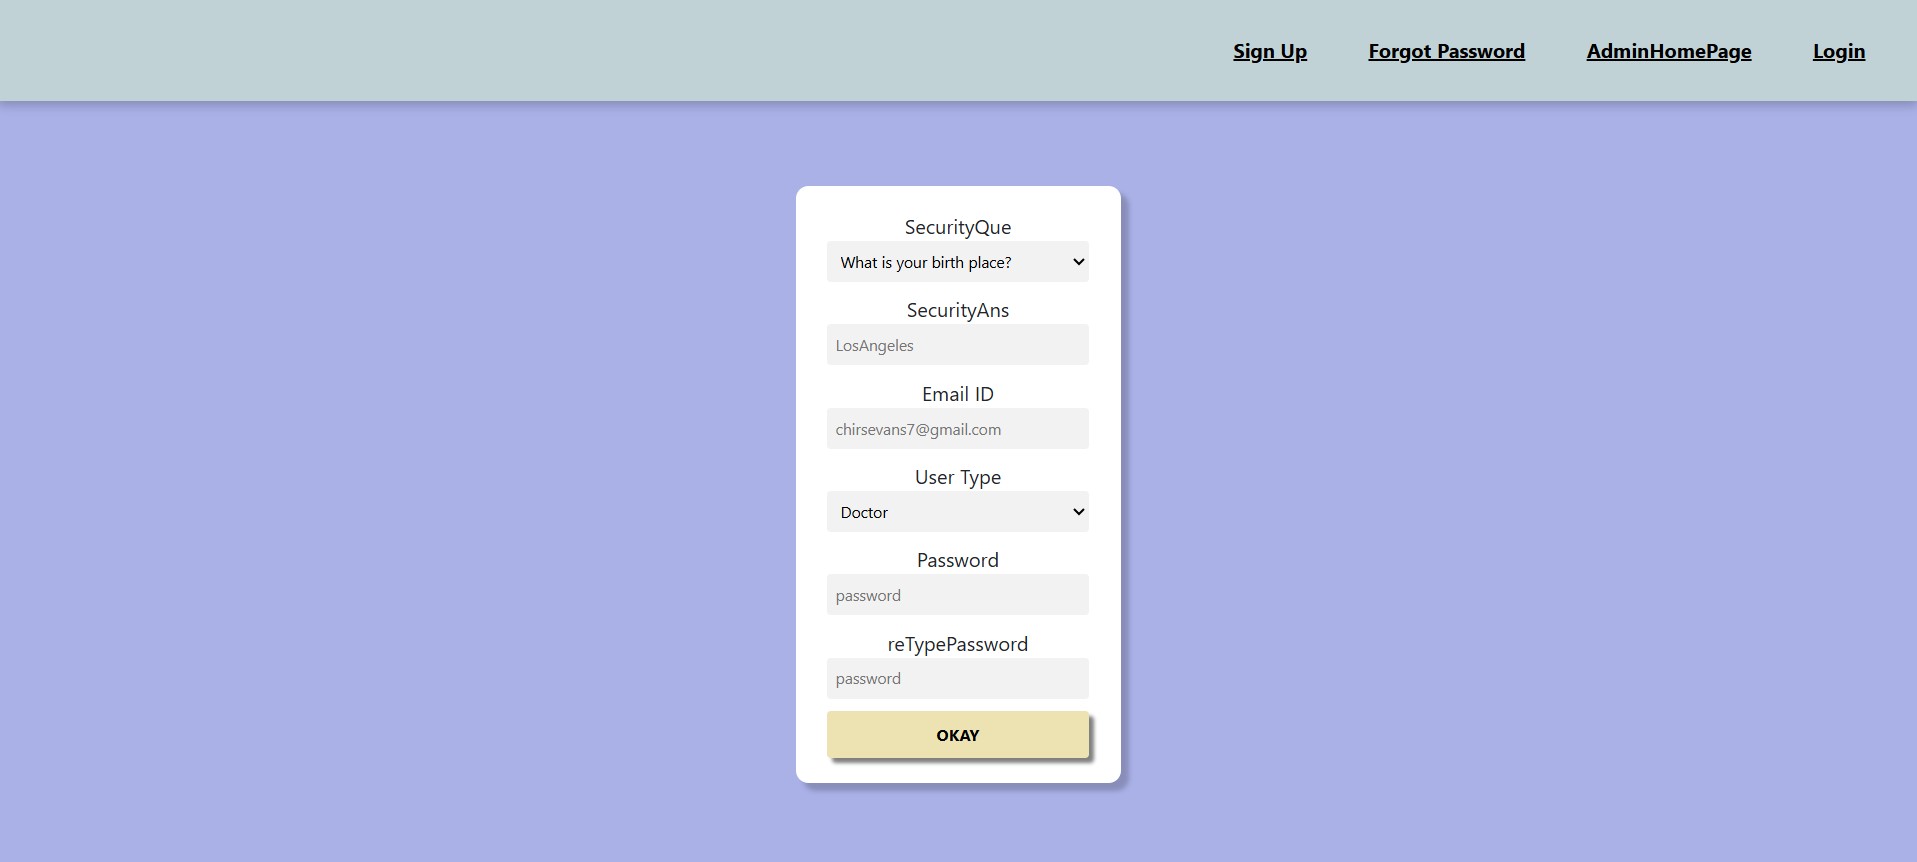 Sign Up Forgot Password AdminHomePage Login
SecurityQue
What is your birth place?
SecurityAns
LosAngeles
Email ID
chirsevans7@gmail.com
User Type
Doctor
Password
password
reTypePassword
password
OKAY